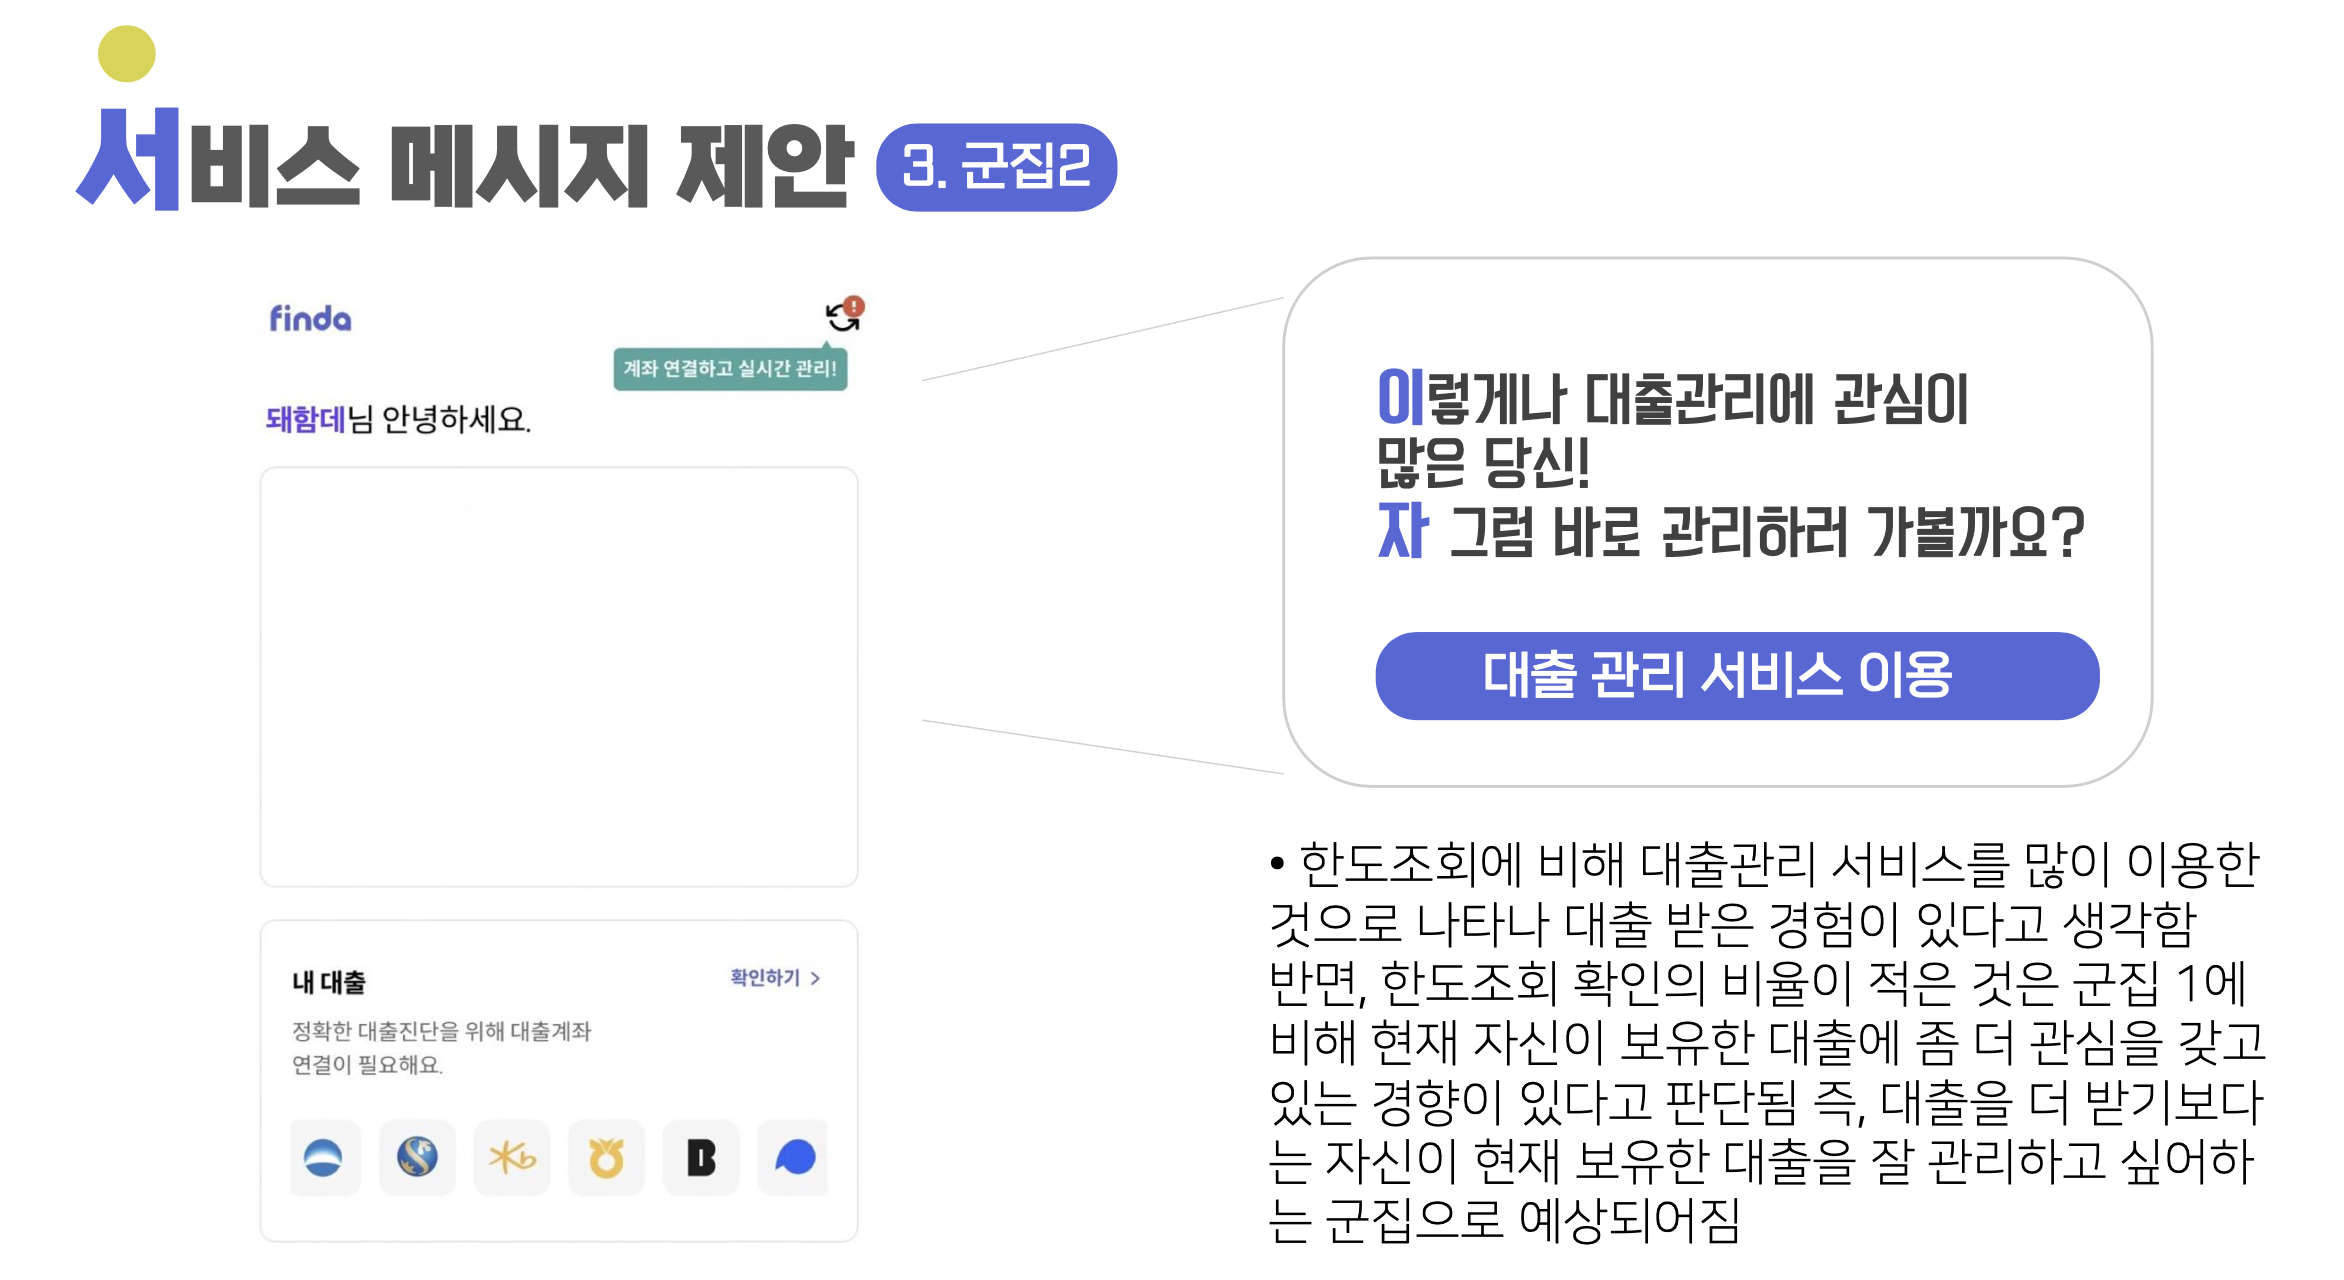 서비스 메시지 제안 3. 군집2
finda
계좌 연결하고 실시간 관리!
돼함데님 안녕하세요.
내 대출 확인하기 >
정확한 대출진단을 위해 대출계좌
연결이 필요해요.
이렇게나 대출관리에 관심이
많은 당신!
자 그럼 바로 관리하러 가볼까요?
대출 관리 서비스 이용
• 한도조회에 비해 대출관리 서비스를 많이 이용한
것으로 나타나 대출 받은 경험이 있다고 생각함
반면, 한도조회 확인의 비율이 적은 것은 군집 1에
비해 현재 자신이 보유한 대출에 좀 더 관심을 갖고
있는 경향이 있다고 판단됨 즉, 대출을 더 받기보다
는 자신이 현재 보유한 대출을 잘 관리하고 싶어하
는 군집으로 예상되어짐